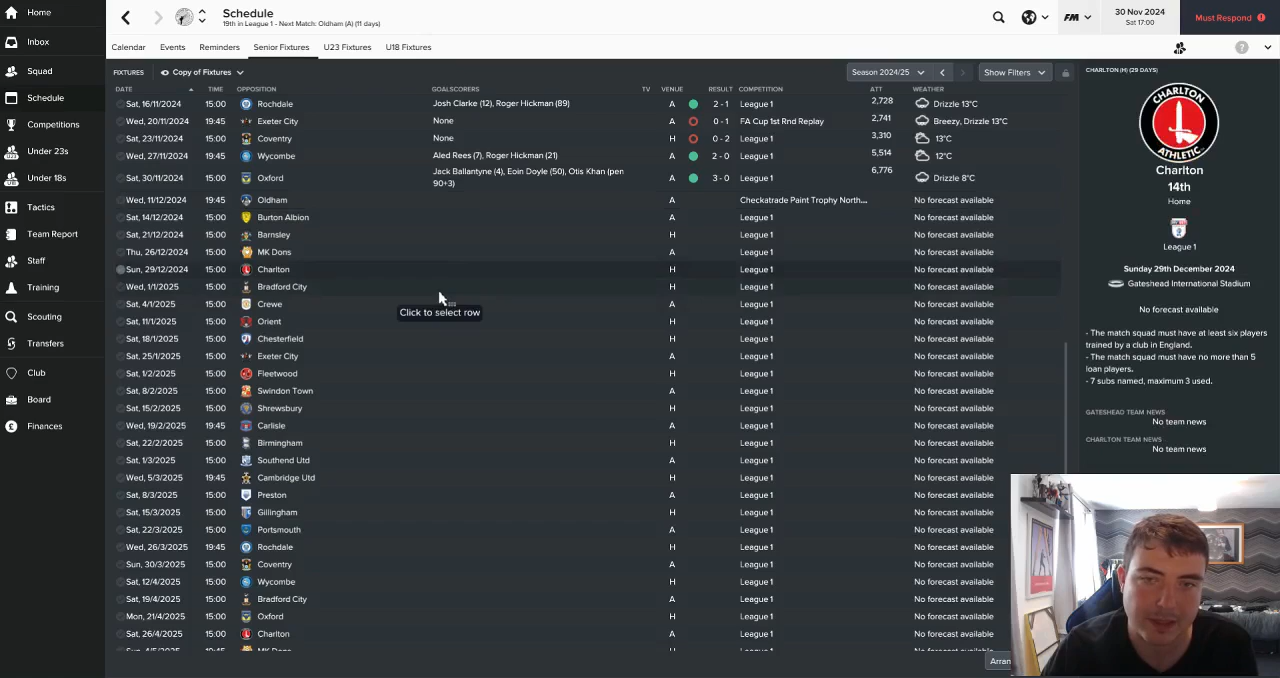 Home
Inbox
Squad
Schedule
Competitions
Under 23s
Under 18s
Tactics
Team Report
Staff
Training
Scouting
Transfers
Club
Board
Finances
Schedule
19th in League 1 - Next Match: Oldham (A) (11 days)
FM
30 Nov 2024
Sat 17:00
Must Respond
Calendar Events Reminders Senior Fixtures U23 Fixtures U18 Fixtures
FIXTURES Copy of Fixtures Season 2024/25 Show Filters
DATE TIME OPPOSITION GOALSCORERS TV VENUE RESULT COMPETITION ATT WEATHER
Sat, 16/11/2024 15:00 Rochdale Josh Clarke (12), Roger Hickman (89) A 2 - 1 League 1 2,728 Drizzle 13°C
Wed, 20/11/2024 19:45 Exeter City None A 0 - 1 FA Cup 1st Rnd Replay 2,741 Breezy, Drizzle 13°C
Sat, 23/11/2024 15:00 Coventry None H 0 - 2 League 1 3,310 13°C
Wed, 27/11/2024 19:45 Wycombe Aled Rees (7), Roger Hickman (21) A 2 - 0 League 1 5,514 12°C
Sat, 30/11/2024 15:00 Oxford Jack Ballantyne (4), Eoin Doyle (50), Otis Khan (pen 90+3) A 3 - 0 League 1 6,776 Drizzle 8°C
Wed, 11/12/2024 19:45 Oldham A Checkatrade Paint Trophy North... No forecast available
Sat, 14/12/2024 15:00 Burton Albion A League 1 No forecast available
Sat, 21/12/2024 15:00 Barnsley H League 1 No forecast available
Thu, 26/12/2024 15:00 MK Dons A League 1 No forecast available
Sun, 29/12/2024 15:00 Charlton H League 1 No forecast available
Wed, 1/1/2025 15:00 Bradford City H League 1 No forecast available
Sat, 4/1/2025 15:00 Crewe A League 1 No forecast available
Click to select row
Sat, 11/1/2025 15:00 Orient H League 1 No forecast available
Sat, 18/1/2025 15:00 Chesterfield H League 1 No forecast available
Sat, 25/1/2025 15:00 Exeter City A League 1 No forecast available
Sat, 1/2/2025 15:00 Fleetwood H League 1 No forecast available
Sat, 8/2/2025 15:00 Swindon Town A League 1 No forecast available
Sat, 15/2/2025 15:00 Shrewsbury H League 1 No forecast available
Wed, 19/2/2025 19:45 Carlisle A League 1 No forecast available
Sat, 22/2/2025 15:00 Birmingham H League 1 No forecast available
Sat, 1/3/2025 15:00 Southend Utd A League 1 No forecast available
Wed, 5/3/2025 19:45 Cambridge Utd H League 1 No forecast available
Sat, 8/3/2025 15:00 Preston A League 1 No forecast available
Sat, 15/3/2025 15:00 Gillingham H League 1 No forecast available
Sat, 22/3/2025 15:00 Portsmouth A League 1 No forecast available
Wed, 26/3/2025 19:45 Rochdale H League 1 No forecast available
Sun, 30/3/2025 15:00 Coventry A League 1 No forecast available
Sat, 12/4/2025 15:00 Wycombe H League 1 No forecast available
Sat, 19/4/2025 15:00 Bradford City A League 1 No forecast available
Mon, 21/4/2025 15:00 Oxford H League 1 No forecast available
Sat, 26/4/2025 15:00 Charlton A League 1 No forecast available
Arran
CHARLTON (H) (29 DAYS)
CHARLTON
ATHLETIC
Charlton
14th
Home
League 1
Sunday 29th December 2024
Gateshead International Stadium
No forecast available
- The match squad must have at least six players
trained by a club in England.
- The match squad must have no more than 5
loan players.
- 7 subs named, maximum 3 used.
GATESHEAD TEAM NEWS
No team news
CHARLTON TEAM NEWS
No team news